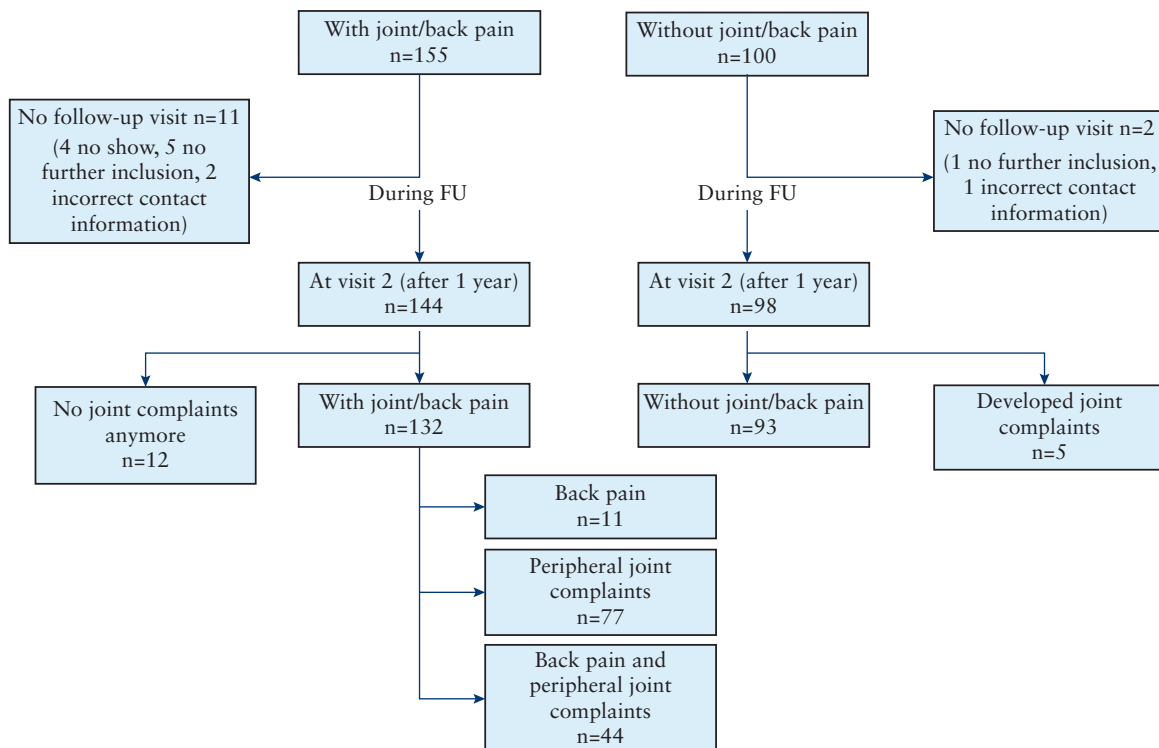 With joint/back pain
n=155
Without joint/back pain
n=100
No follow-up visit n=11
(4 no show, 5 no
further inclusion, 2
incorrect contact
information)
No follow-up visit n=2
(1 no further inclusion,
1 incorrect contact
information)
During FU
During FU
At visit 2 (after 1 year)
n=144
At visit 2 (after 1 year)
n=98
No joint complaints
anymore
n=12
With joint/back pain
n=132
Without joint/back pain
n=93
Developed joint
complaints
n=5
Back pain
n=11
Peripheral joint
complaints
n=77
Back pain and
peripheral joint
complaints
n=44